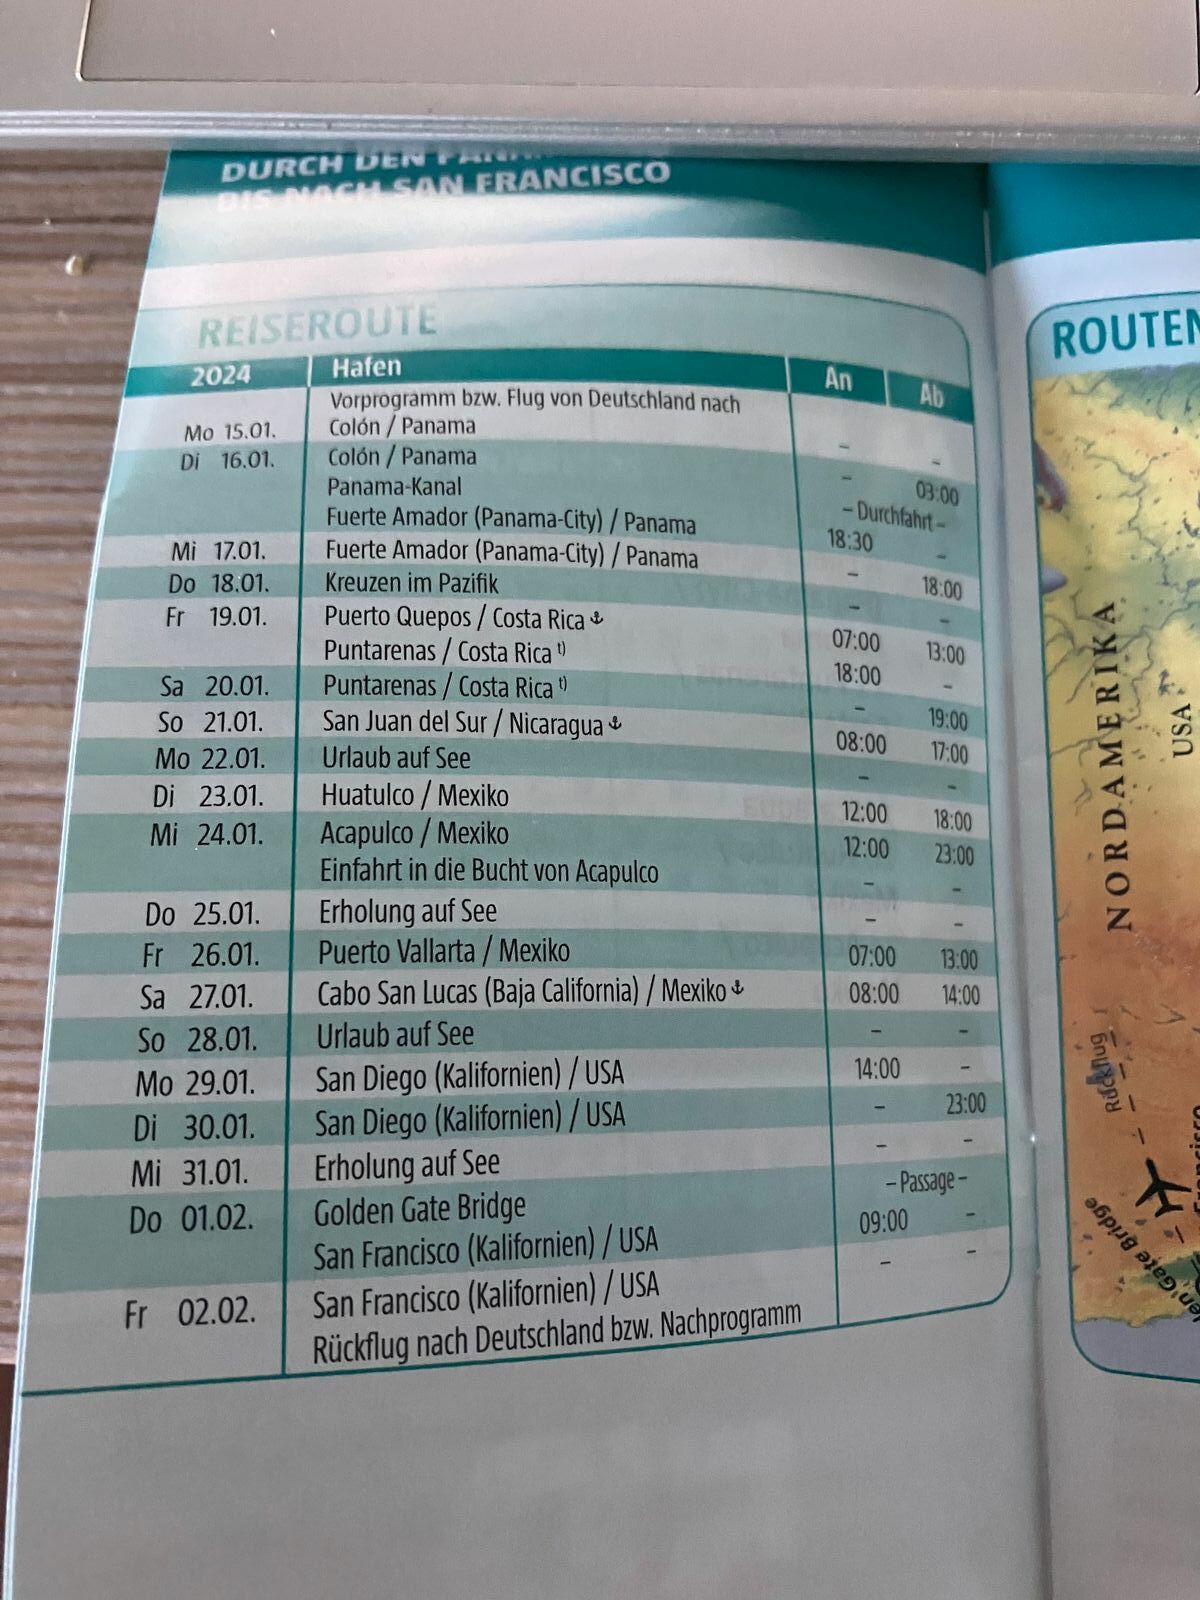 DURCH DEN
BIS NACH SAN FRANCISCO
REISEROUTE
2024 Hafen An Ab
Vorprogramm bzw. Flug von Deutschland nach
Mo 15.01. Colón / Panama – –
Di 16.01. Colón / Panama – 03:00
Panama-Kanal – Durchfahrt –
Fuerte Amador (Panama-City) / Panama 18:30 –
Mi 17.01. Fuerte Amador (Panama-City) / Panama – 18:00
Do 18.01. Kreuzen im Pazifik – –
Fr 19.01. Puerto Quepos / Costa Rica ⚓ 07:00 13:00
Puntarenas / Costa Rica t) 18:00 –
Sa 20.01. Puntarenas / Costa Rica t) – 19:00
So 21.01. San Juan del Sur / Nicaragua ⚓ 08:00 17:00
Mo 22.01. Urlaub auf See – –
Di 23.01. Huatulco / Mexiko 12:00 18:00
Mi 24.01. Acapulco / Mexiko 12:00 23:00
Einfahrt in die Bucht von Acapulco – –
Do 25.01. Erholung auf See – –
Fr 26.01. Puerto Vallarta / Mexiko 07:00 13:00
Sa 27.01. Cabo San Lucas (Baja California) / Mexiko ⚓ 08:00 14:00
So 28.01. Urlaub auf See – –
Mo 29.01. San Diego (Kalifornien) / USA 14:00 –
Di 30.01. San Diego (Kalifornien) / USA – 23:00
Mi 31.01. Erholung auf See – –
Do 01.02. Golden Gate Bridge – Passage –
San Francisco (Kalifornien) / USA 09:00 –
Fr 02.02. San Francisco (Kalifornien) / USA – –
Rückflug nach Deutschland bzw. Nachprogramm
ROUTEN
NORDAMERIKA
USA
Rückflug
Gate Bridge